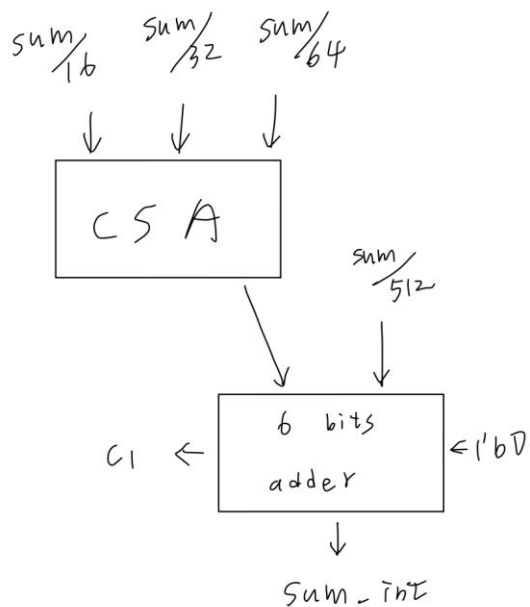 sum/16
sum/32
sum/64
CSA
sum/512
6 bits
adder
C1
1'b0
sum_int